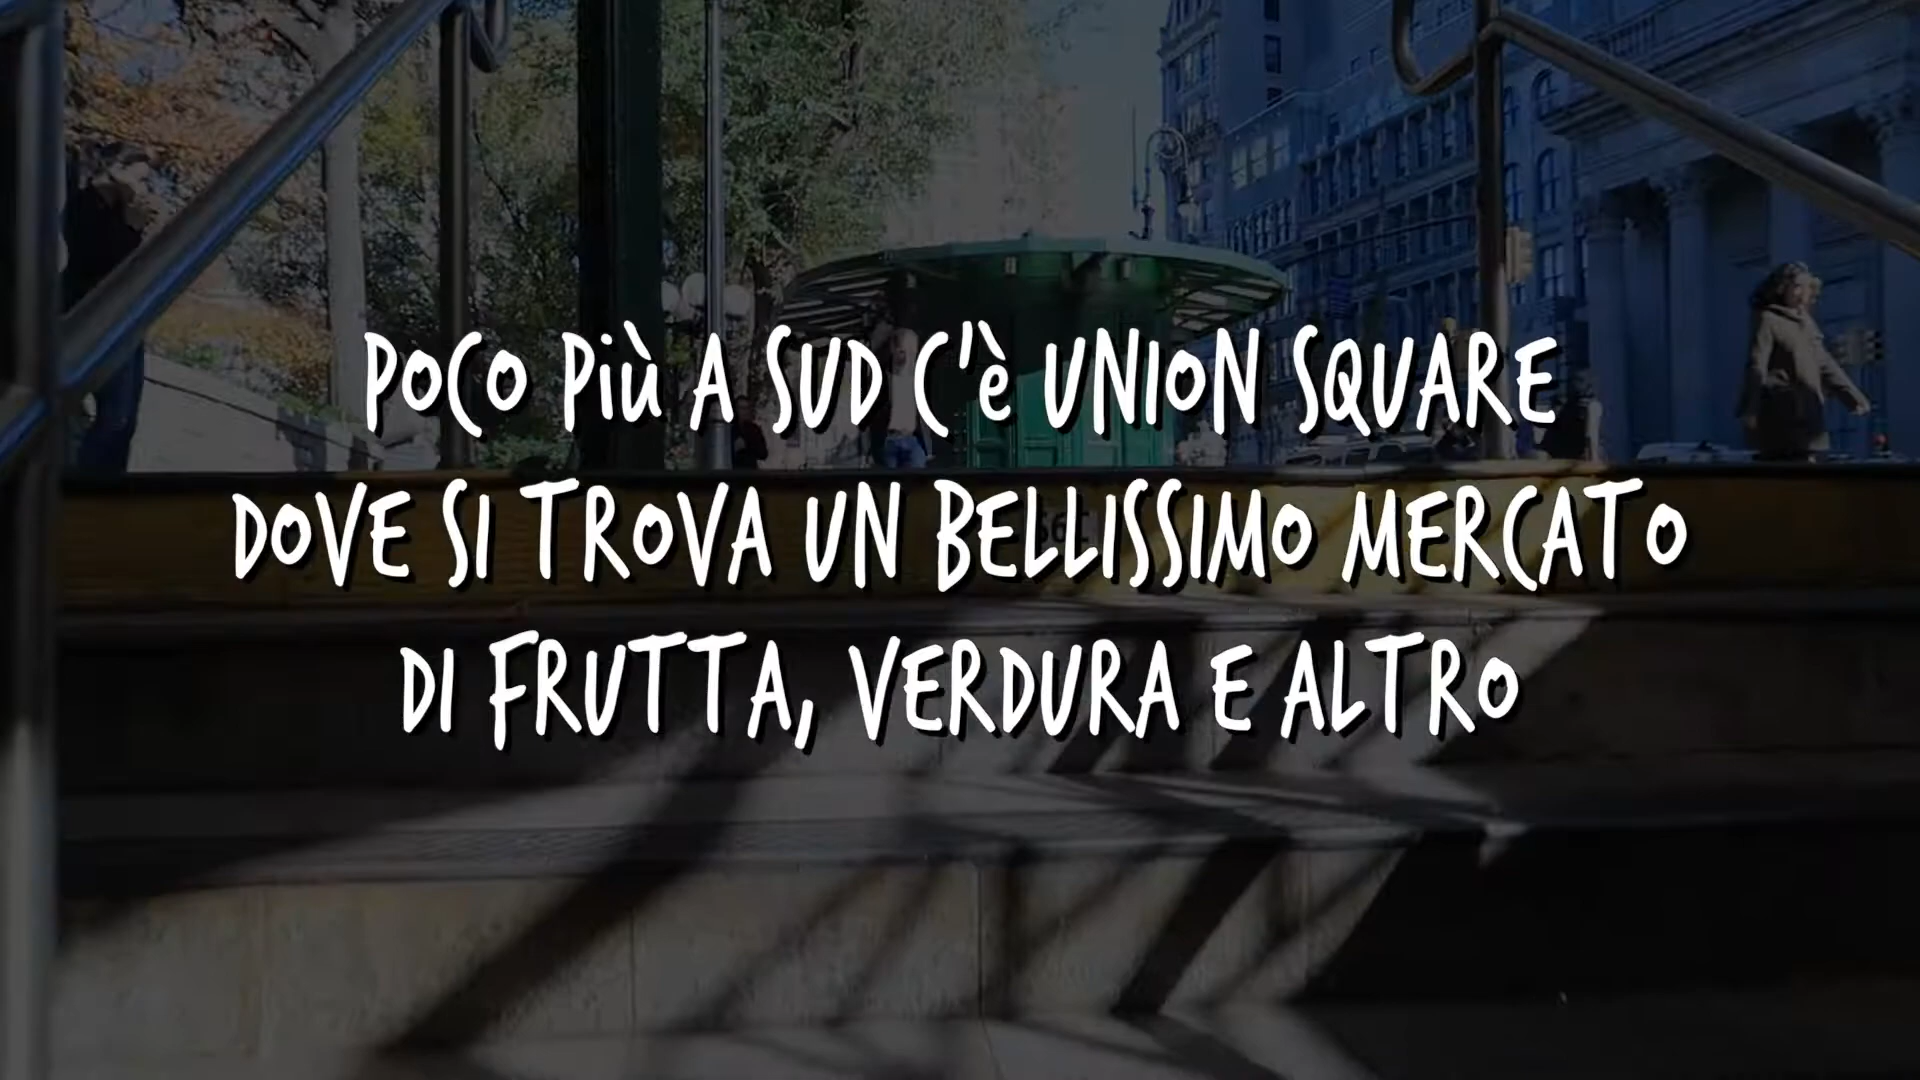 POCO Più A SUD C'è UNION SQUARE
DOVE SI TROVA UN BELLISSIMO MERCATO
DI FRUTTA, VERDURA E ALTRO